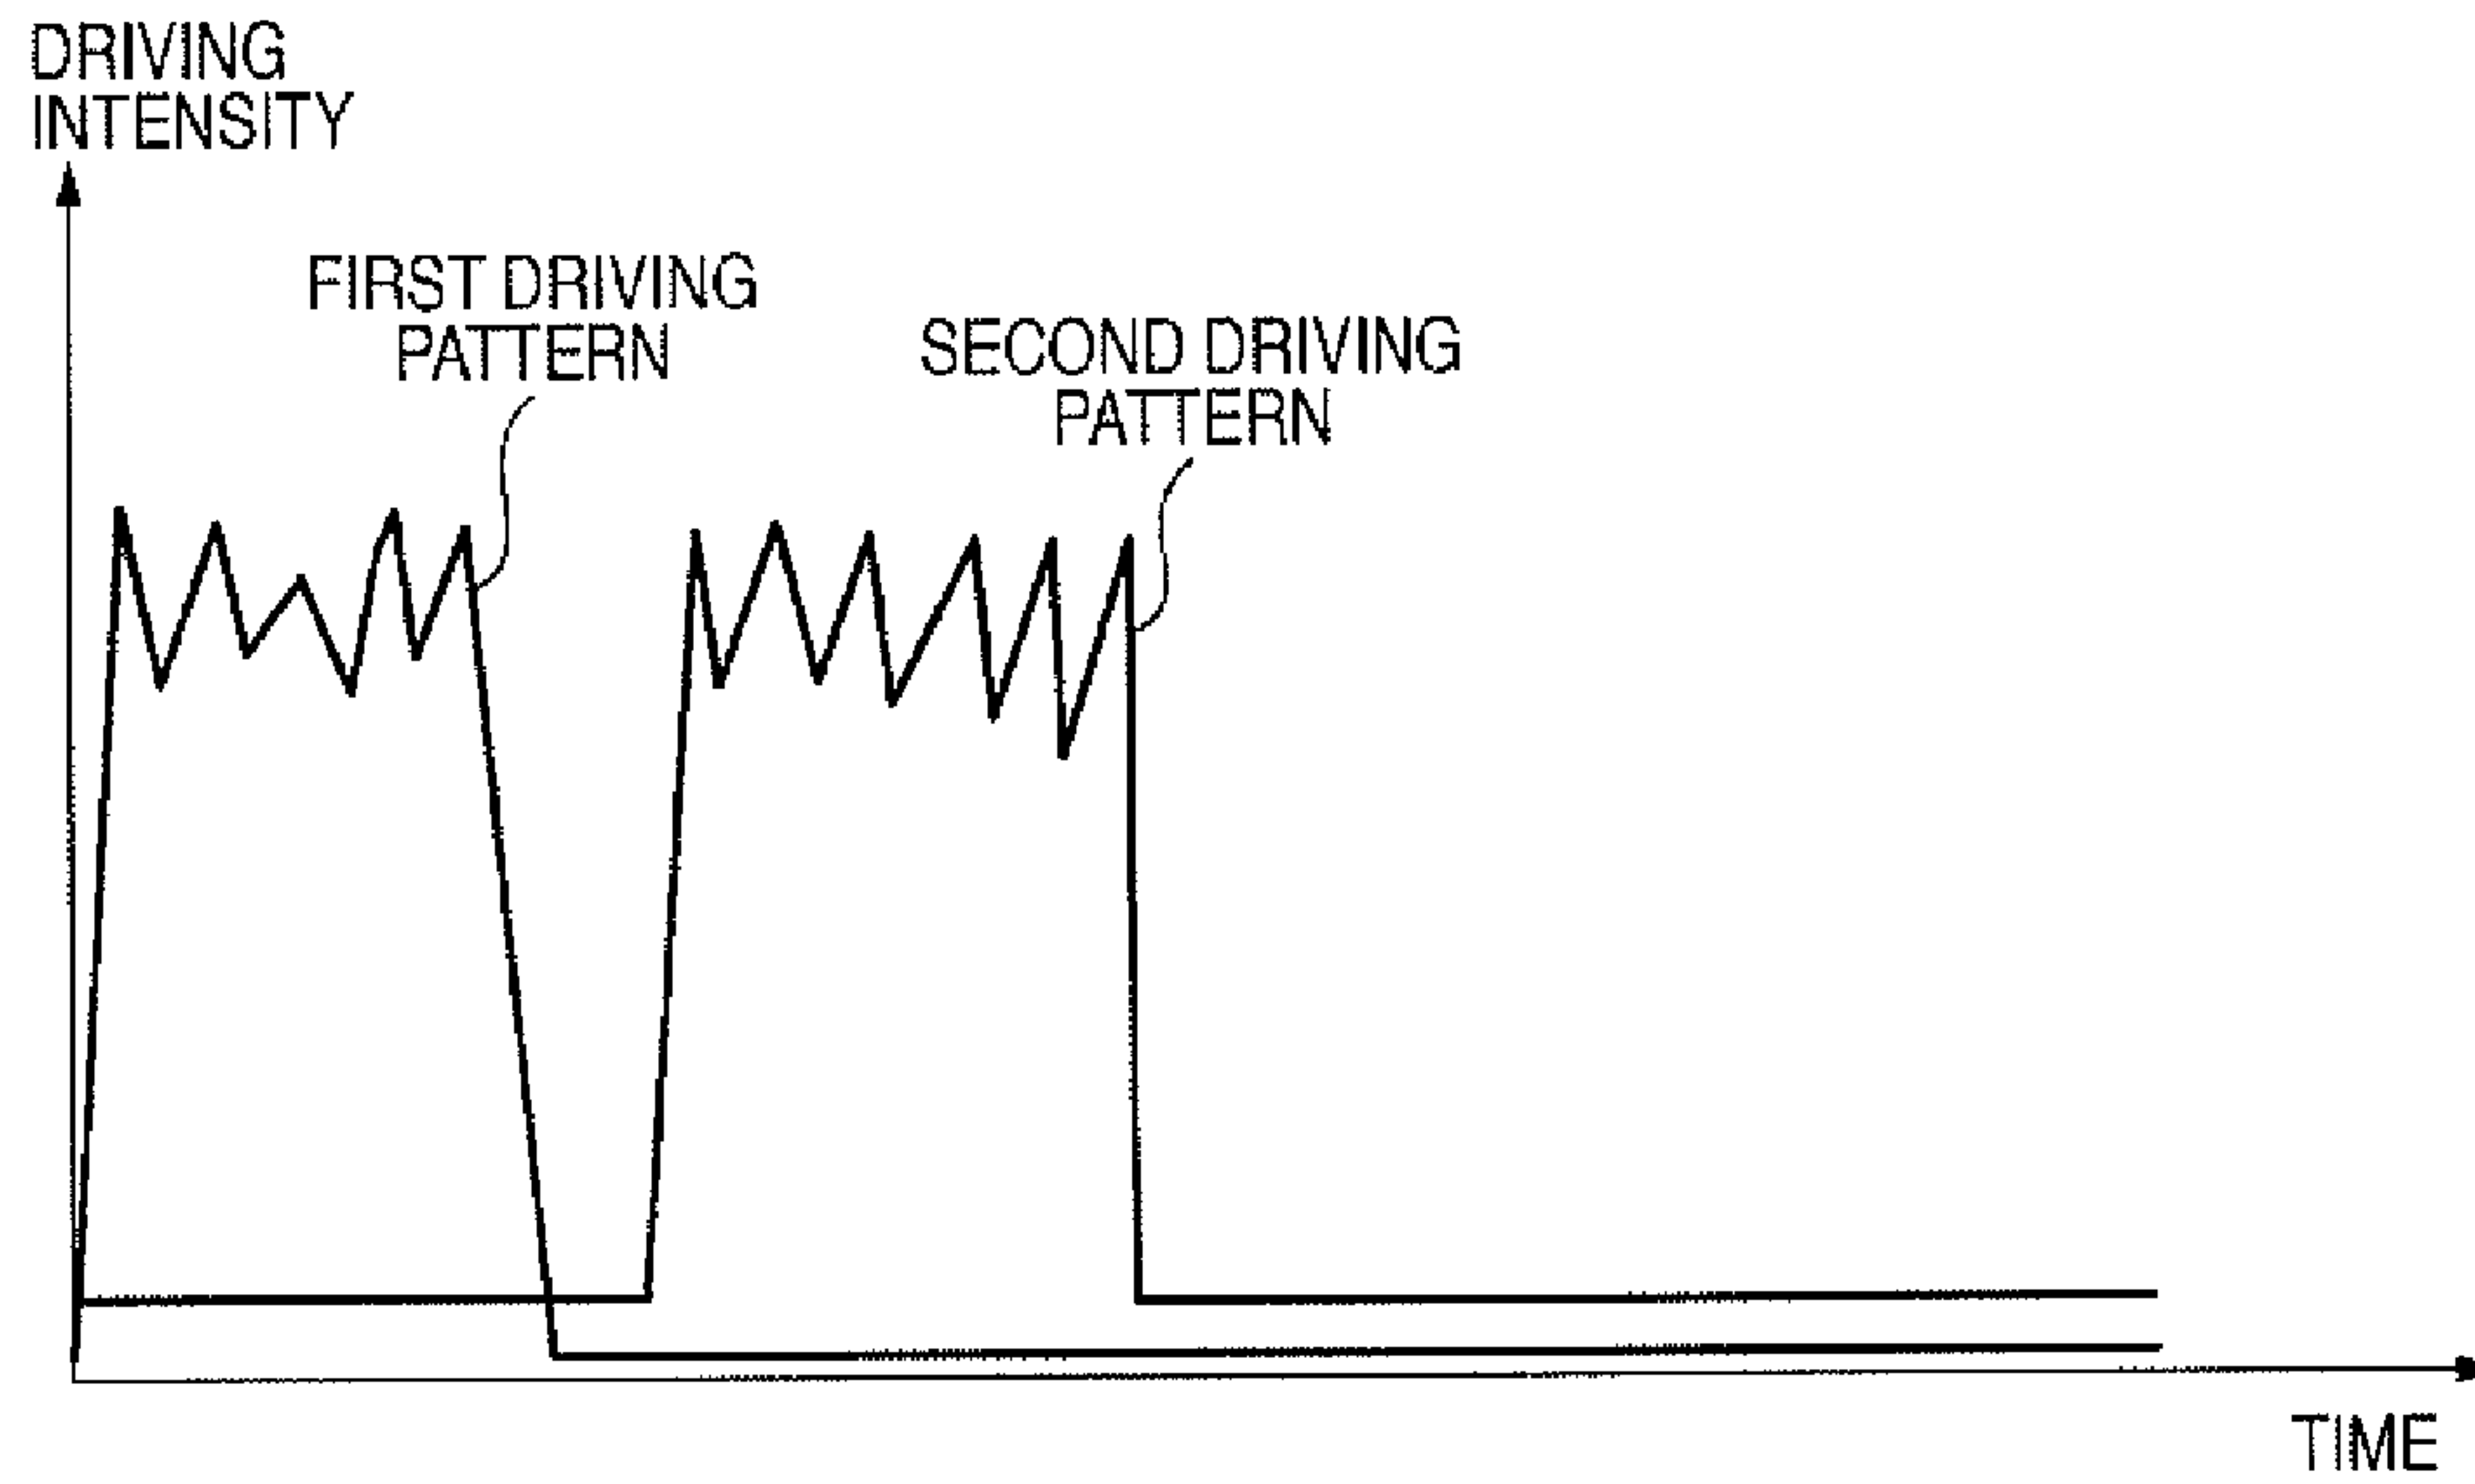 DRIVING
INTENSITY
FIRST DRIVING
PATTERN
SECOND DRIVING
PATTERN
TIME